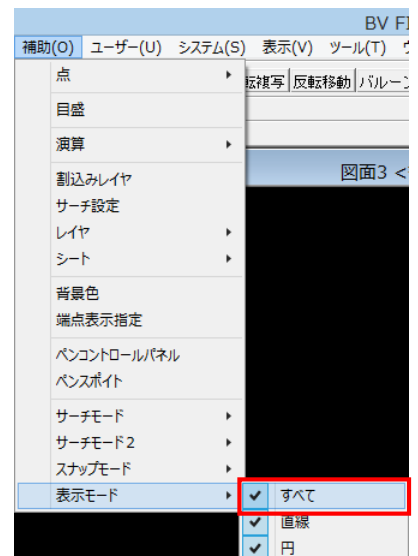 BV FI
補助(O) ユーザー(U) システム(S) 表示(V) ツール(T)
点
転複写 反転移動 バルーン
目盛
演算
図面3 <
割込みレイヤ
サーチ設定
レイヤ
シート
背景色
端点表示指定
ペンコントロールパネル
ペンスポイト
サーチモード
サーチモード2
スナップモード
表示モード
すべて
直線
円